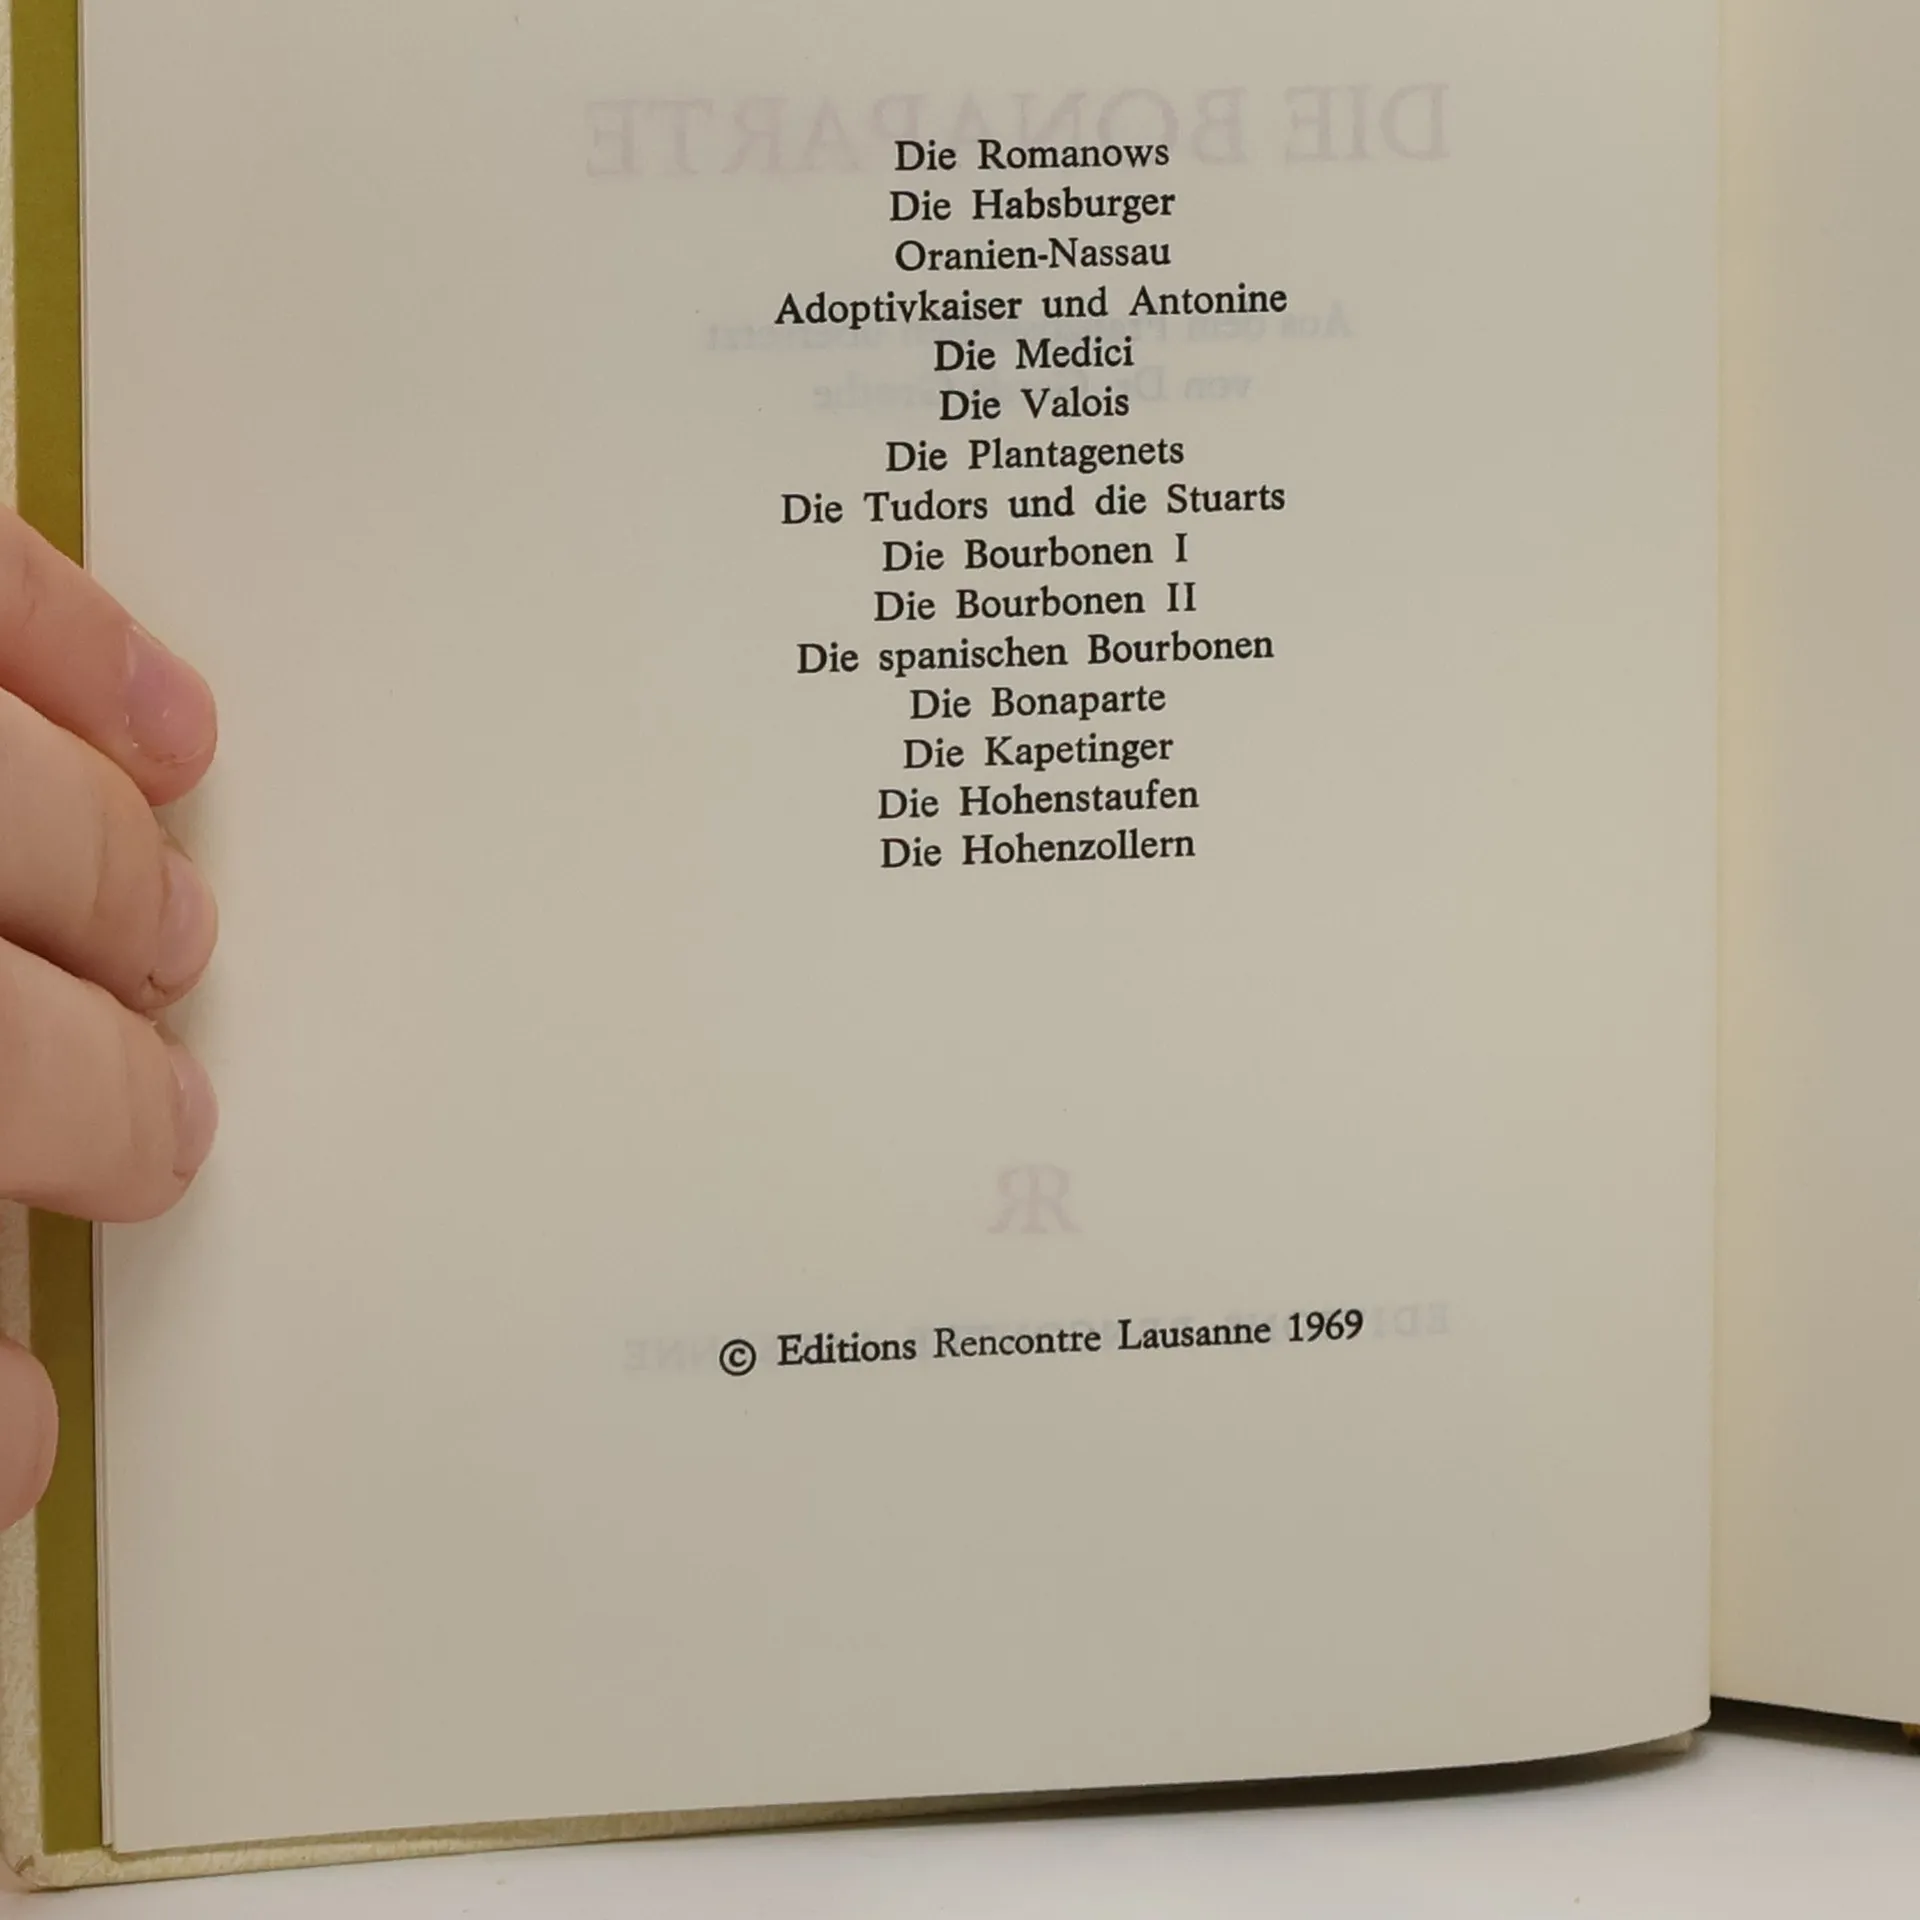 DIE BONAPARTE
Die Romanows
Die Habsburger
Oranien-Nassau
Adoptivkaiser und Antonine
Die Medici
Die Valois
Die Plantagenets
Die Tudors und die Stuarts
Die Bourbonen I
Die Bourbonen II
Die spanischen Bourbonen
Die Bonaparte
Die Kapetinger
Die Hohenstaufen
Die Hohenzollern
© Editions Rencontre Lausanne 1969